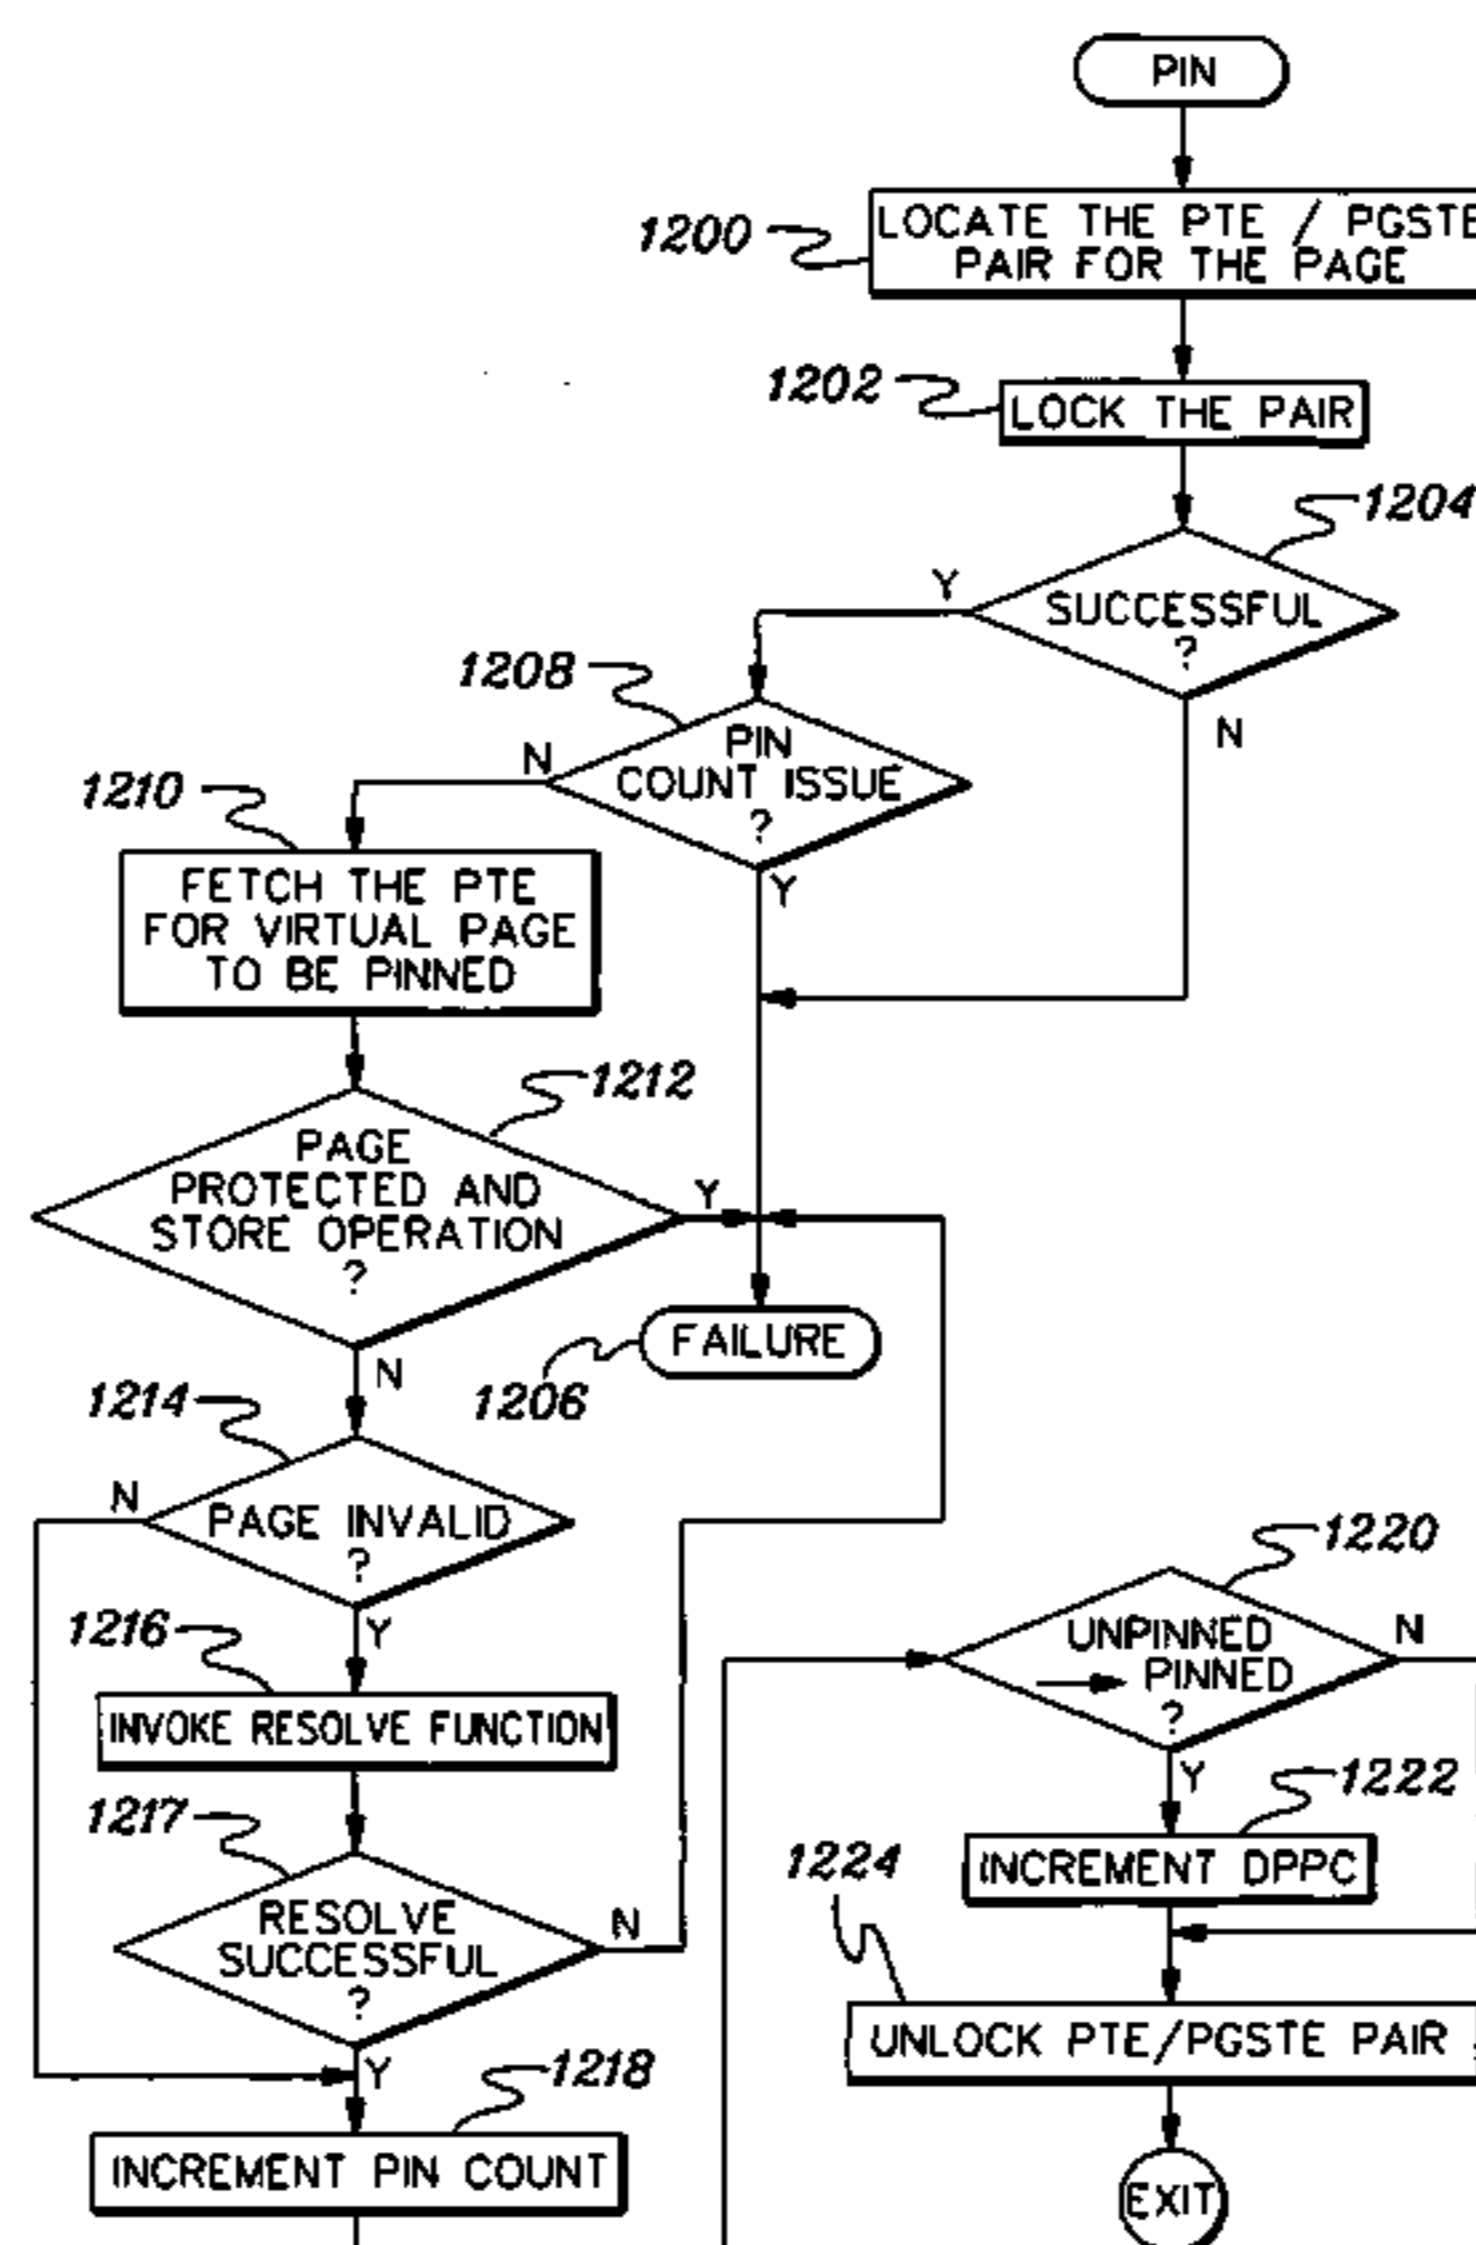 PIN
1200
LOCATE THE PTE / PGSTE
PAIR FOR THE PAGE
1202
LOCK THE PAIR
1204
SUCCESSFUL
?
Y
N
1208
PIN
COUNT ISSUE
?
N
Y
1210
FETCH THE PTE
FOR VIRTUAL PAGE
TO BE PINNED
1212
PAGE
PROTECTED AND
STORE OPERATION
?
Y
N
FAILURE
1206
1214
PAGE INVALID
?
N
Y
1216
INVOKE RESOLVE FUNCTION
1217
RESOLVE
SUCCESSFUL
?
N
Y
1218
INCREMENT PIN COUNT
1220
UNPINNED
→ PINNED
?
N
Y
1222
INCREMENT DPPC
1224
UNLOCK PTE/PGSTE PAIR
EXIT